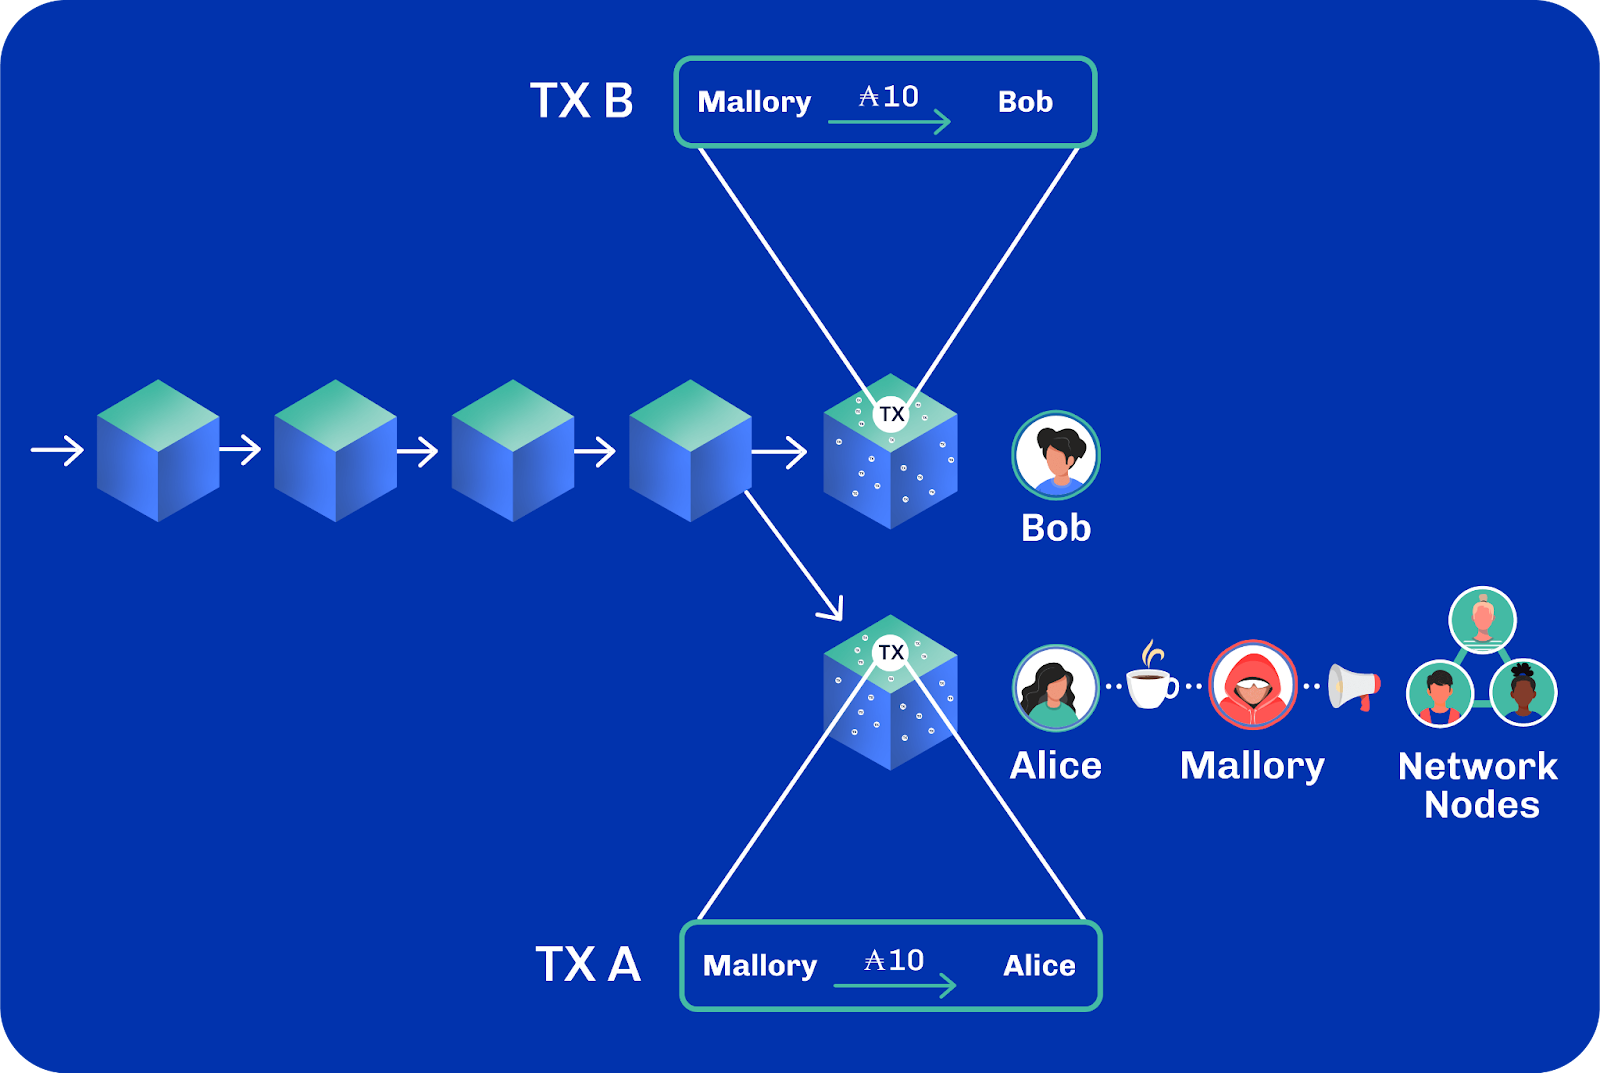 TX B
Mallory ₳10 Bob
TX
Bob
TX
Alice
Mallory
Network
Nodes
TX A
Mallory ₳10 Alice